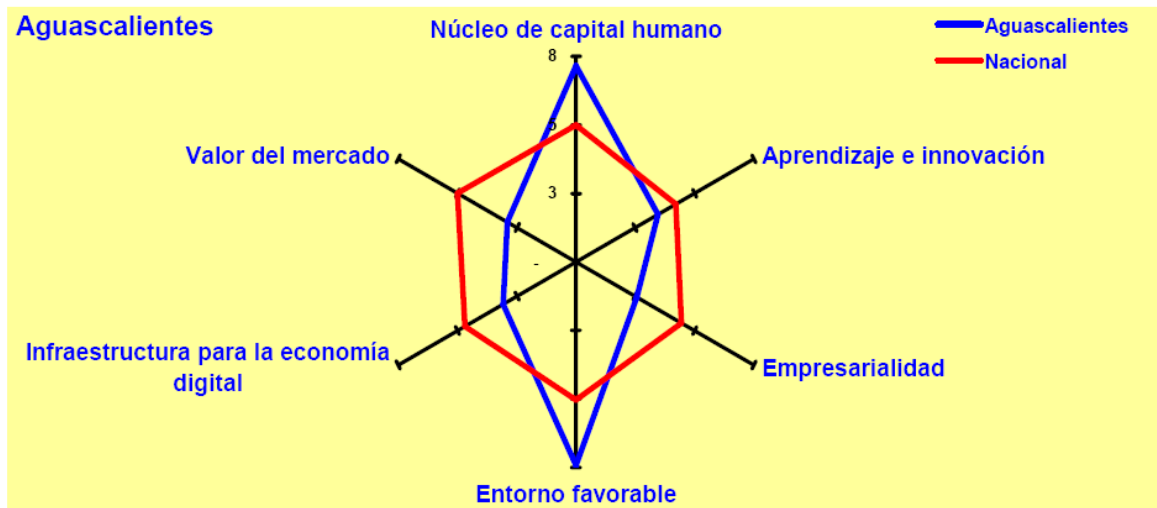 Aguascalientes
Núcleo de capital humano
Aguascalientes
Nacional
8
5
3
-
Valor del mercado
Aprendizaje e innovación
Infraestructura para la economía
digital
Empresarialidad
Entorno favorable